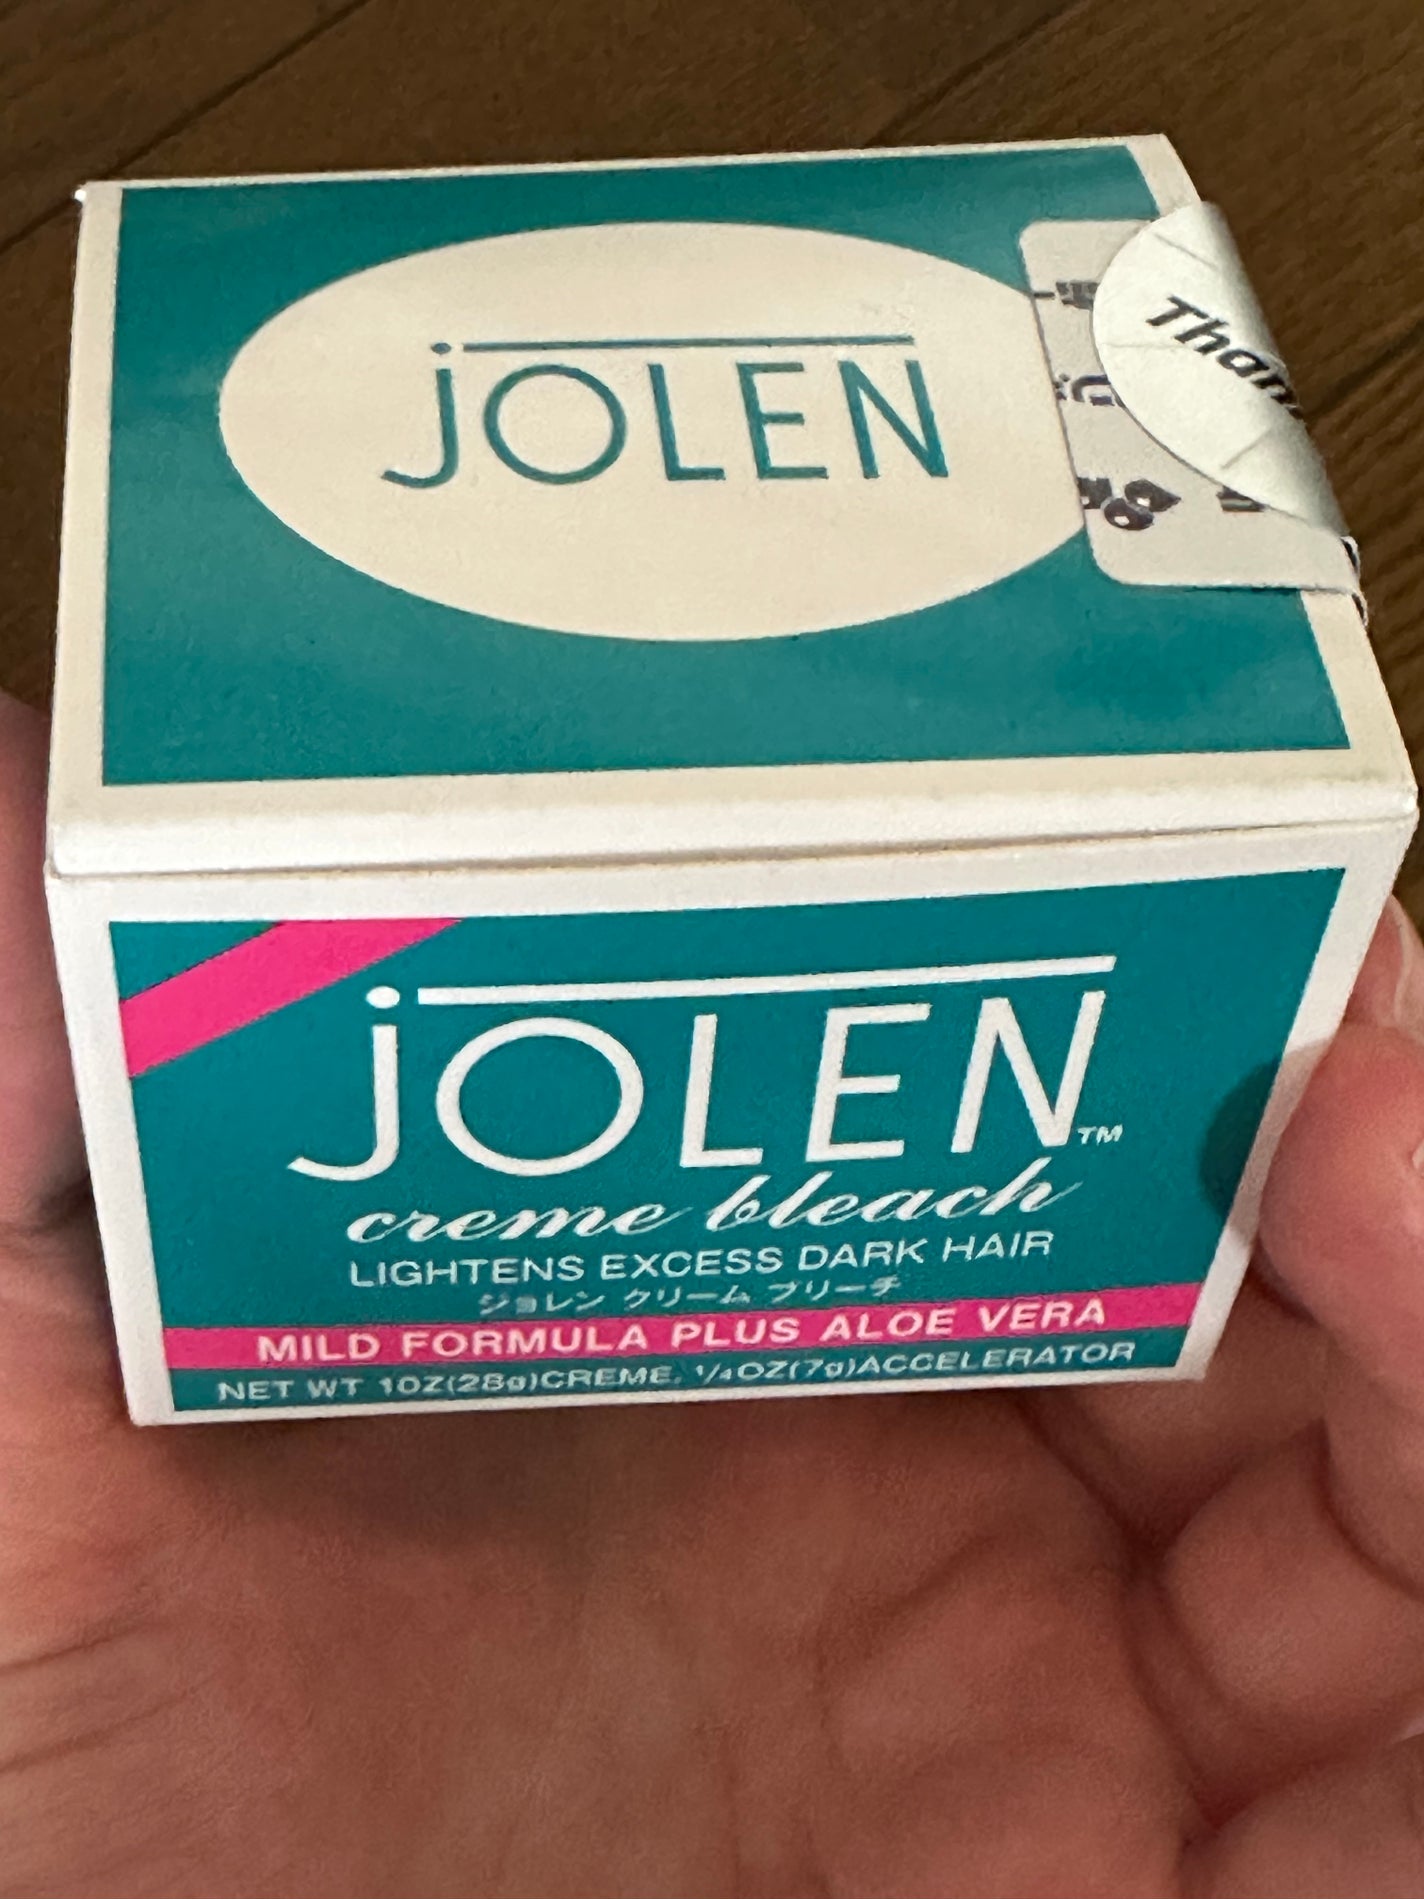 JOLEN
Than
JOLEN™
creme bleach
LIGHTENS EXCESS DARK HAIR
ジョレン クリーム ブリーチ
MILD FORMULA PLUS ALOE VERA
NET WT 1OZ(28g)CREME, 1/4OZ(7g)ACCELERATOR